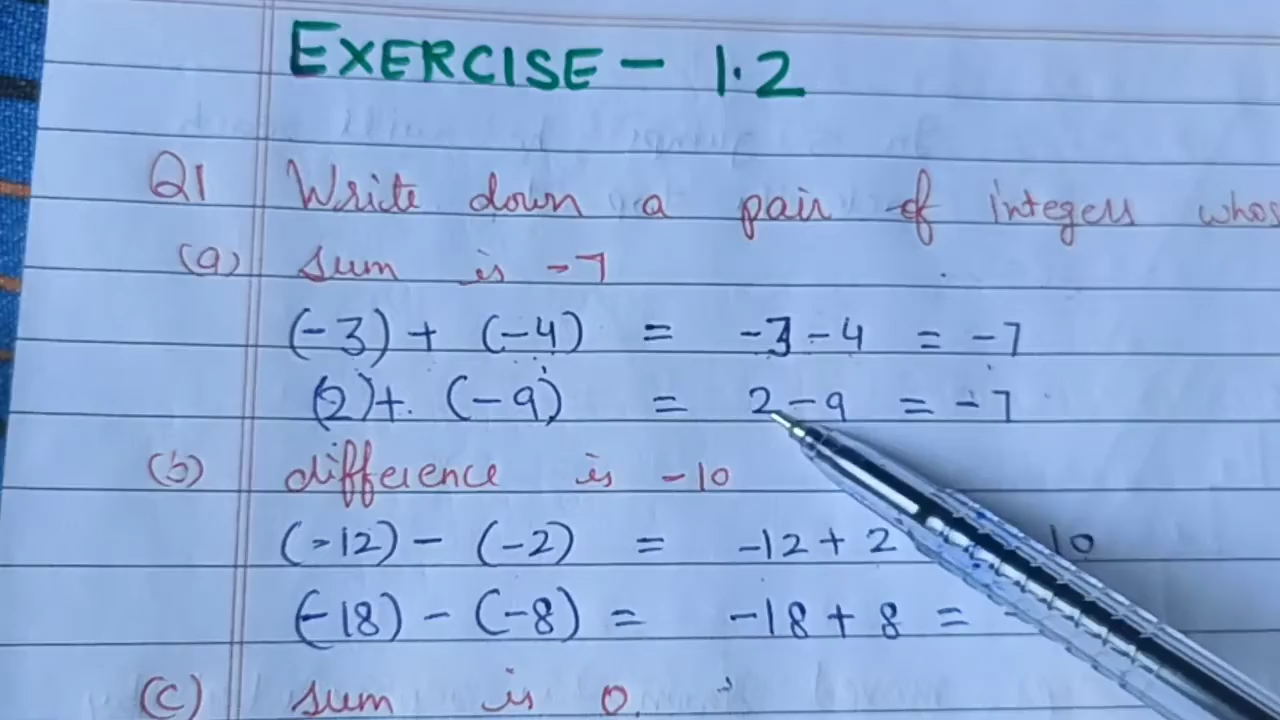 EXERCISE - 1.2
Q1 Write down a pair of integers
(a) sum is -7
(-3) + (-4) = -3-4 = -7
(2)+ (-9) = 2-9 = -7
(b) difference is -10
(-12) - (-2) = -12+2 10
(-18) - (-8) = -18+8 =
(c) sum is 0.